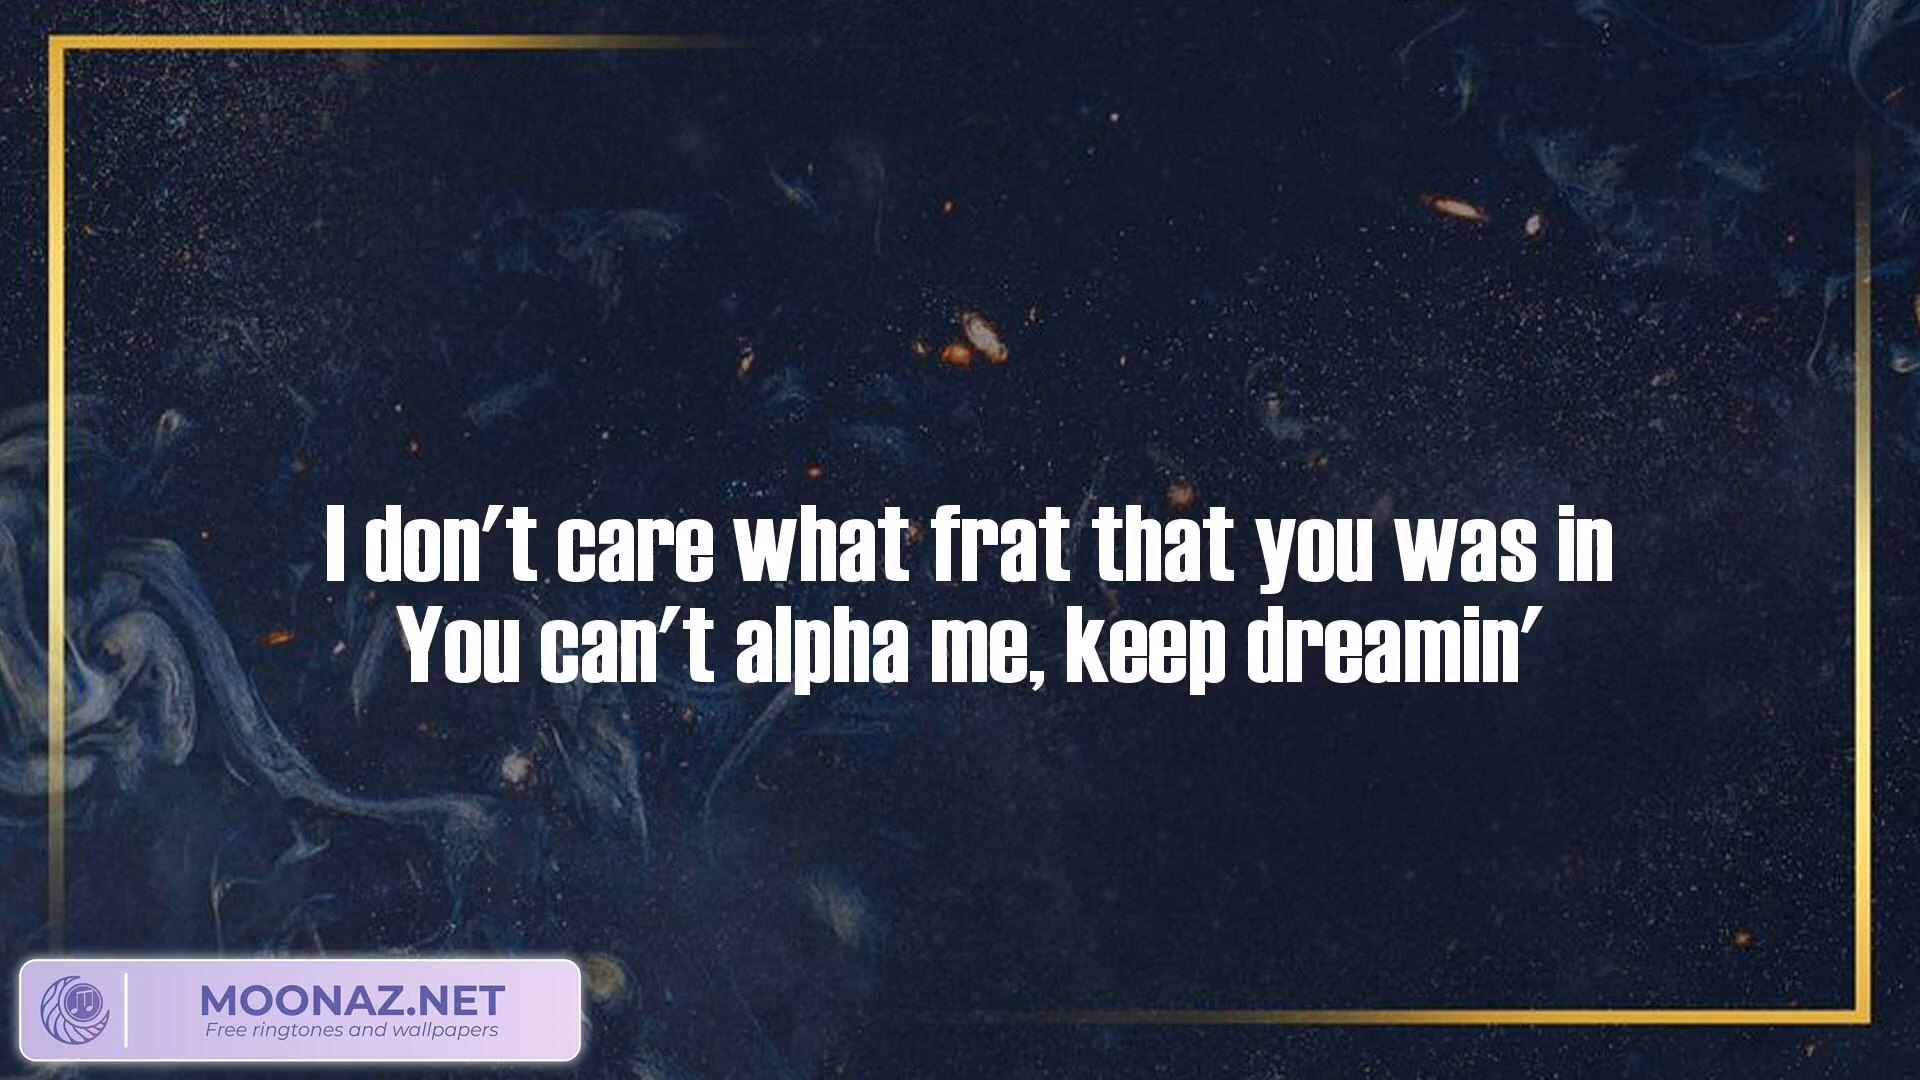 I don't care what frat that you was in
You can't alpha me, keep dreamin'
MOONAZ.NET
Free ringtones and wallpapers